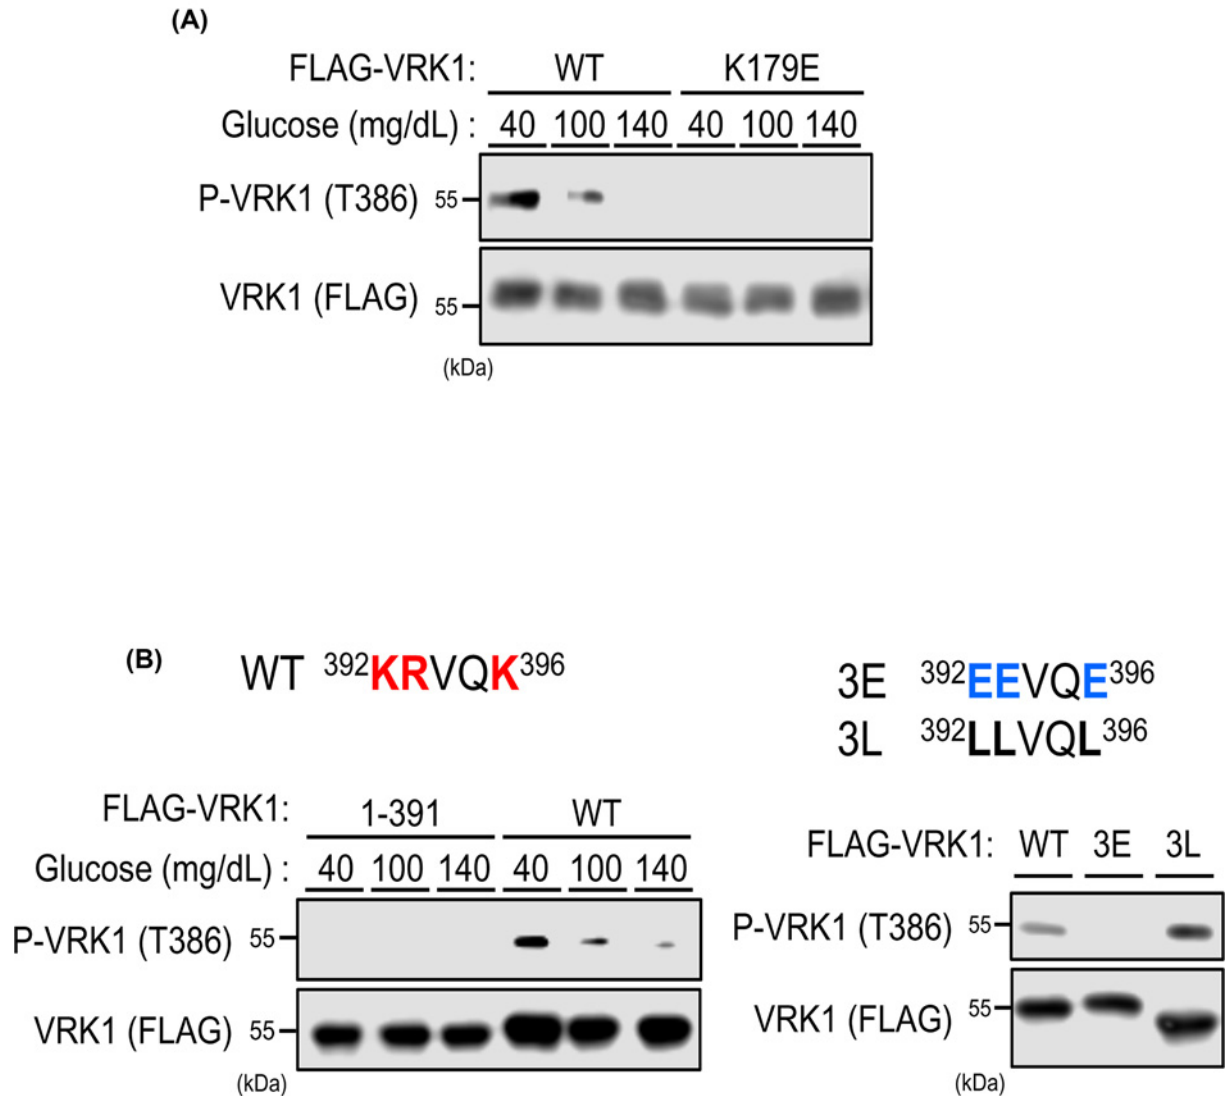 (A)
FLAG-VRK1: WT K179E
Glucose (mg/dL) : 40 100 140 40 100 140
P-VRK1 (T386) 55
VRK1 (FLAG) 55
(kDa)
(B)
WT 392KRVQK396
3E 392EEVQE396
3L 392LLVQL396
FLAG-VRK1: 1-391 WT
Glucose (mg/dL) : 40 100 140 40 100 140
P-VRK1 (T386) 55
VRK1 (FLAG) 55
(kDa)
FLAG-VRK1: WT 3E 3L
P-VRK1 (T386) 55
VRK1 (FLAG) 55
(kDa)